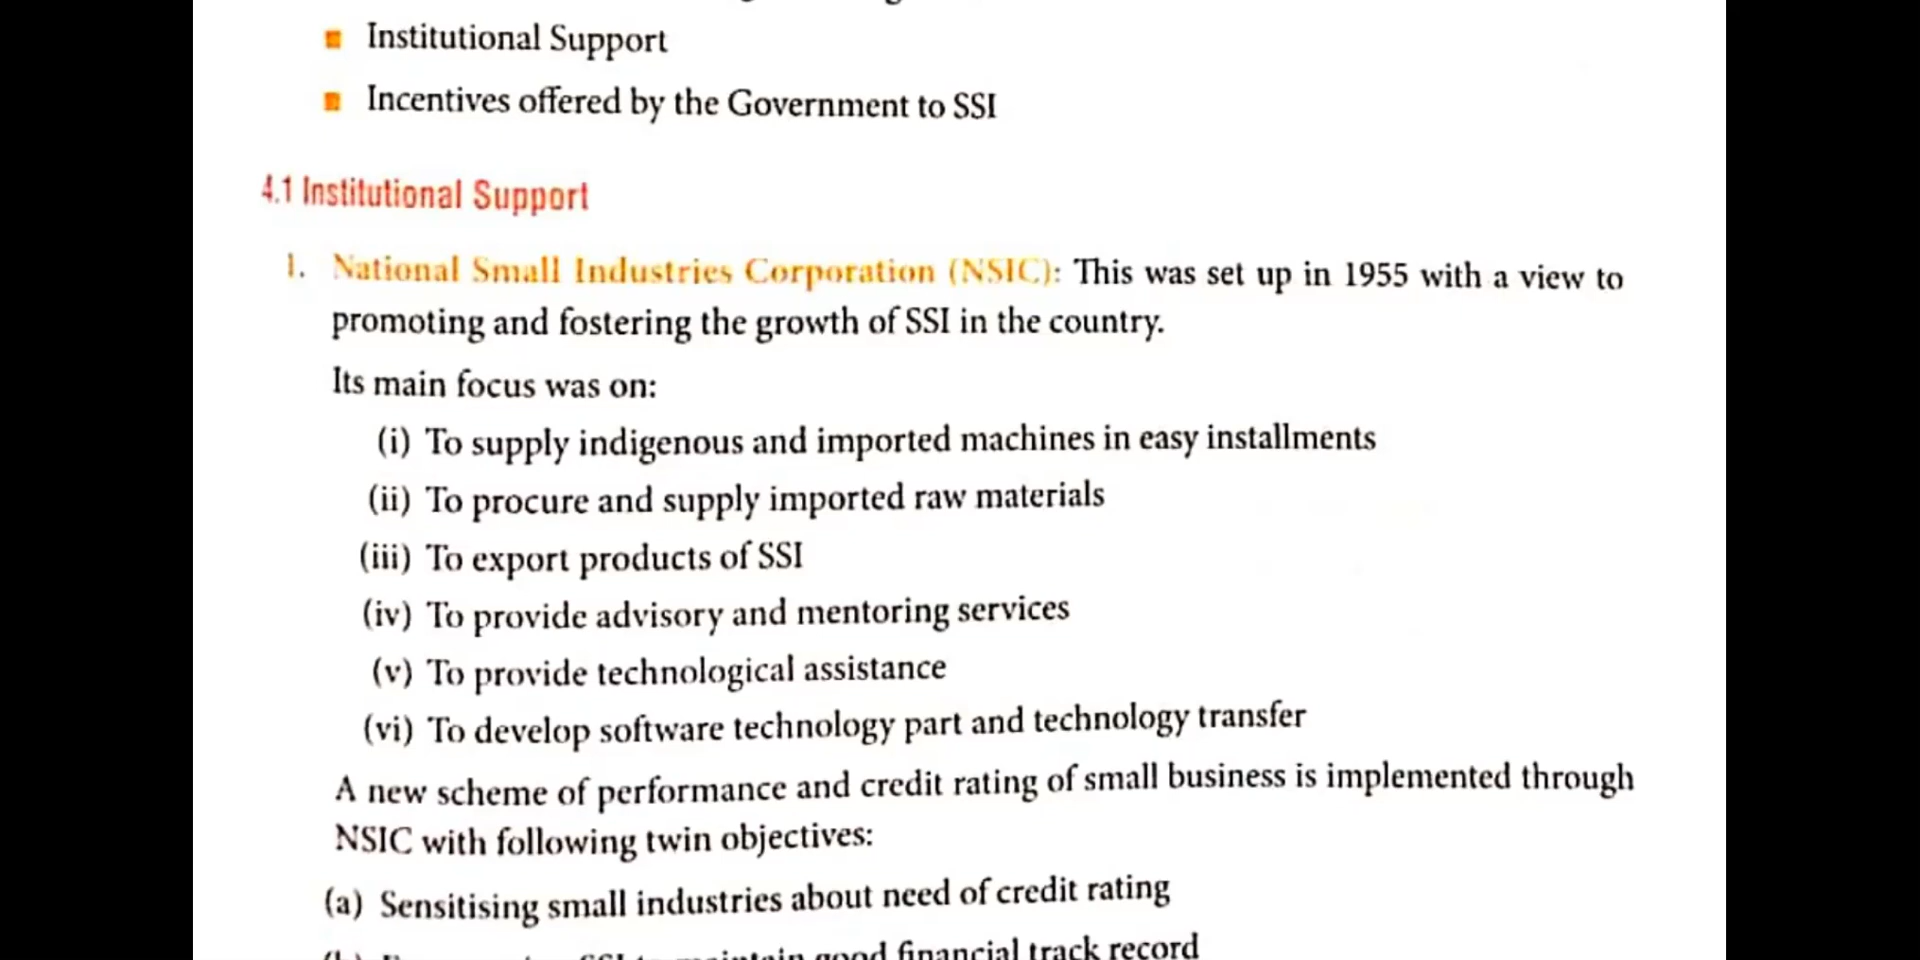 Institutional Support
Incentives offered by the Government to SSI
4.1 Institutional Support
1. National Small Industries Corporation (NSIC): This was set up in 1955 with a view to
promoting and fostering the growth of SSI in the country.
Its main focus was on:
(i) To supply indigenous and imported machines in easy installments
(ii) To procure and supply imported raw materials
(iii) To export products of SSI
(iv) To provide advisory and mentoring services
(v) To provide technological assistance
(vi) To develop software technology part and technology transfer
A new scheme of performance and credit rating of small business is implemented through
NSIC with following twin objectives:
(a) Sensitising small industries about need of credit rating
SSI to maintain good financial track record